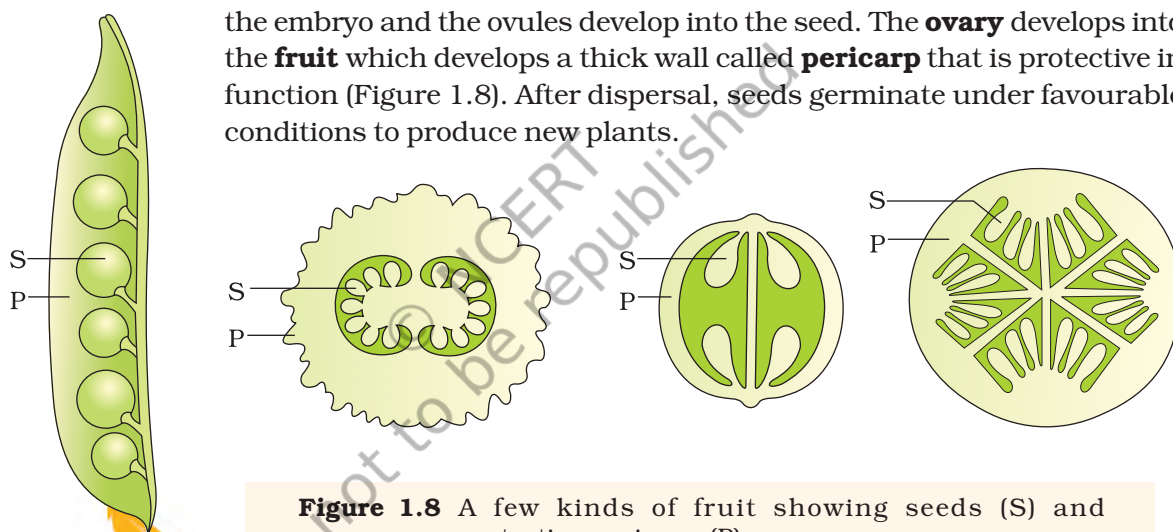 the embryo and the ovules develop into the seed. The ovary develops into
the fruit which develops a thick wall called pericarp that is protective in
function (Figure 1.8). After dispersal, seeds germinate under favourable
conditions to produce new plants.
S
P
S
P
S
P
S
P
© NCERT
not to be republished
Figure 1.8 A few kinds of fruit showing seeds (S) and
(P)